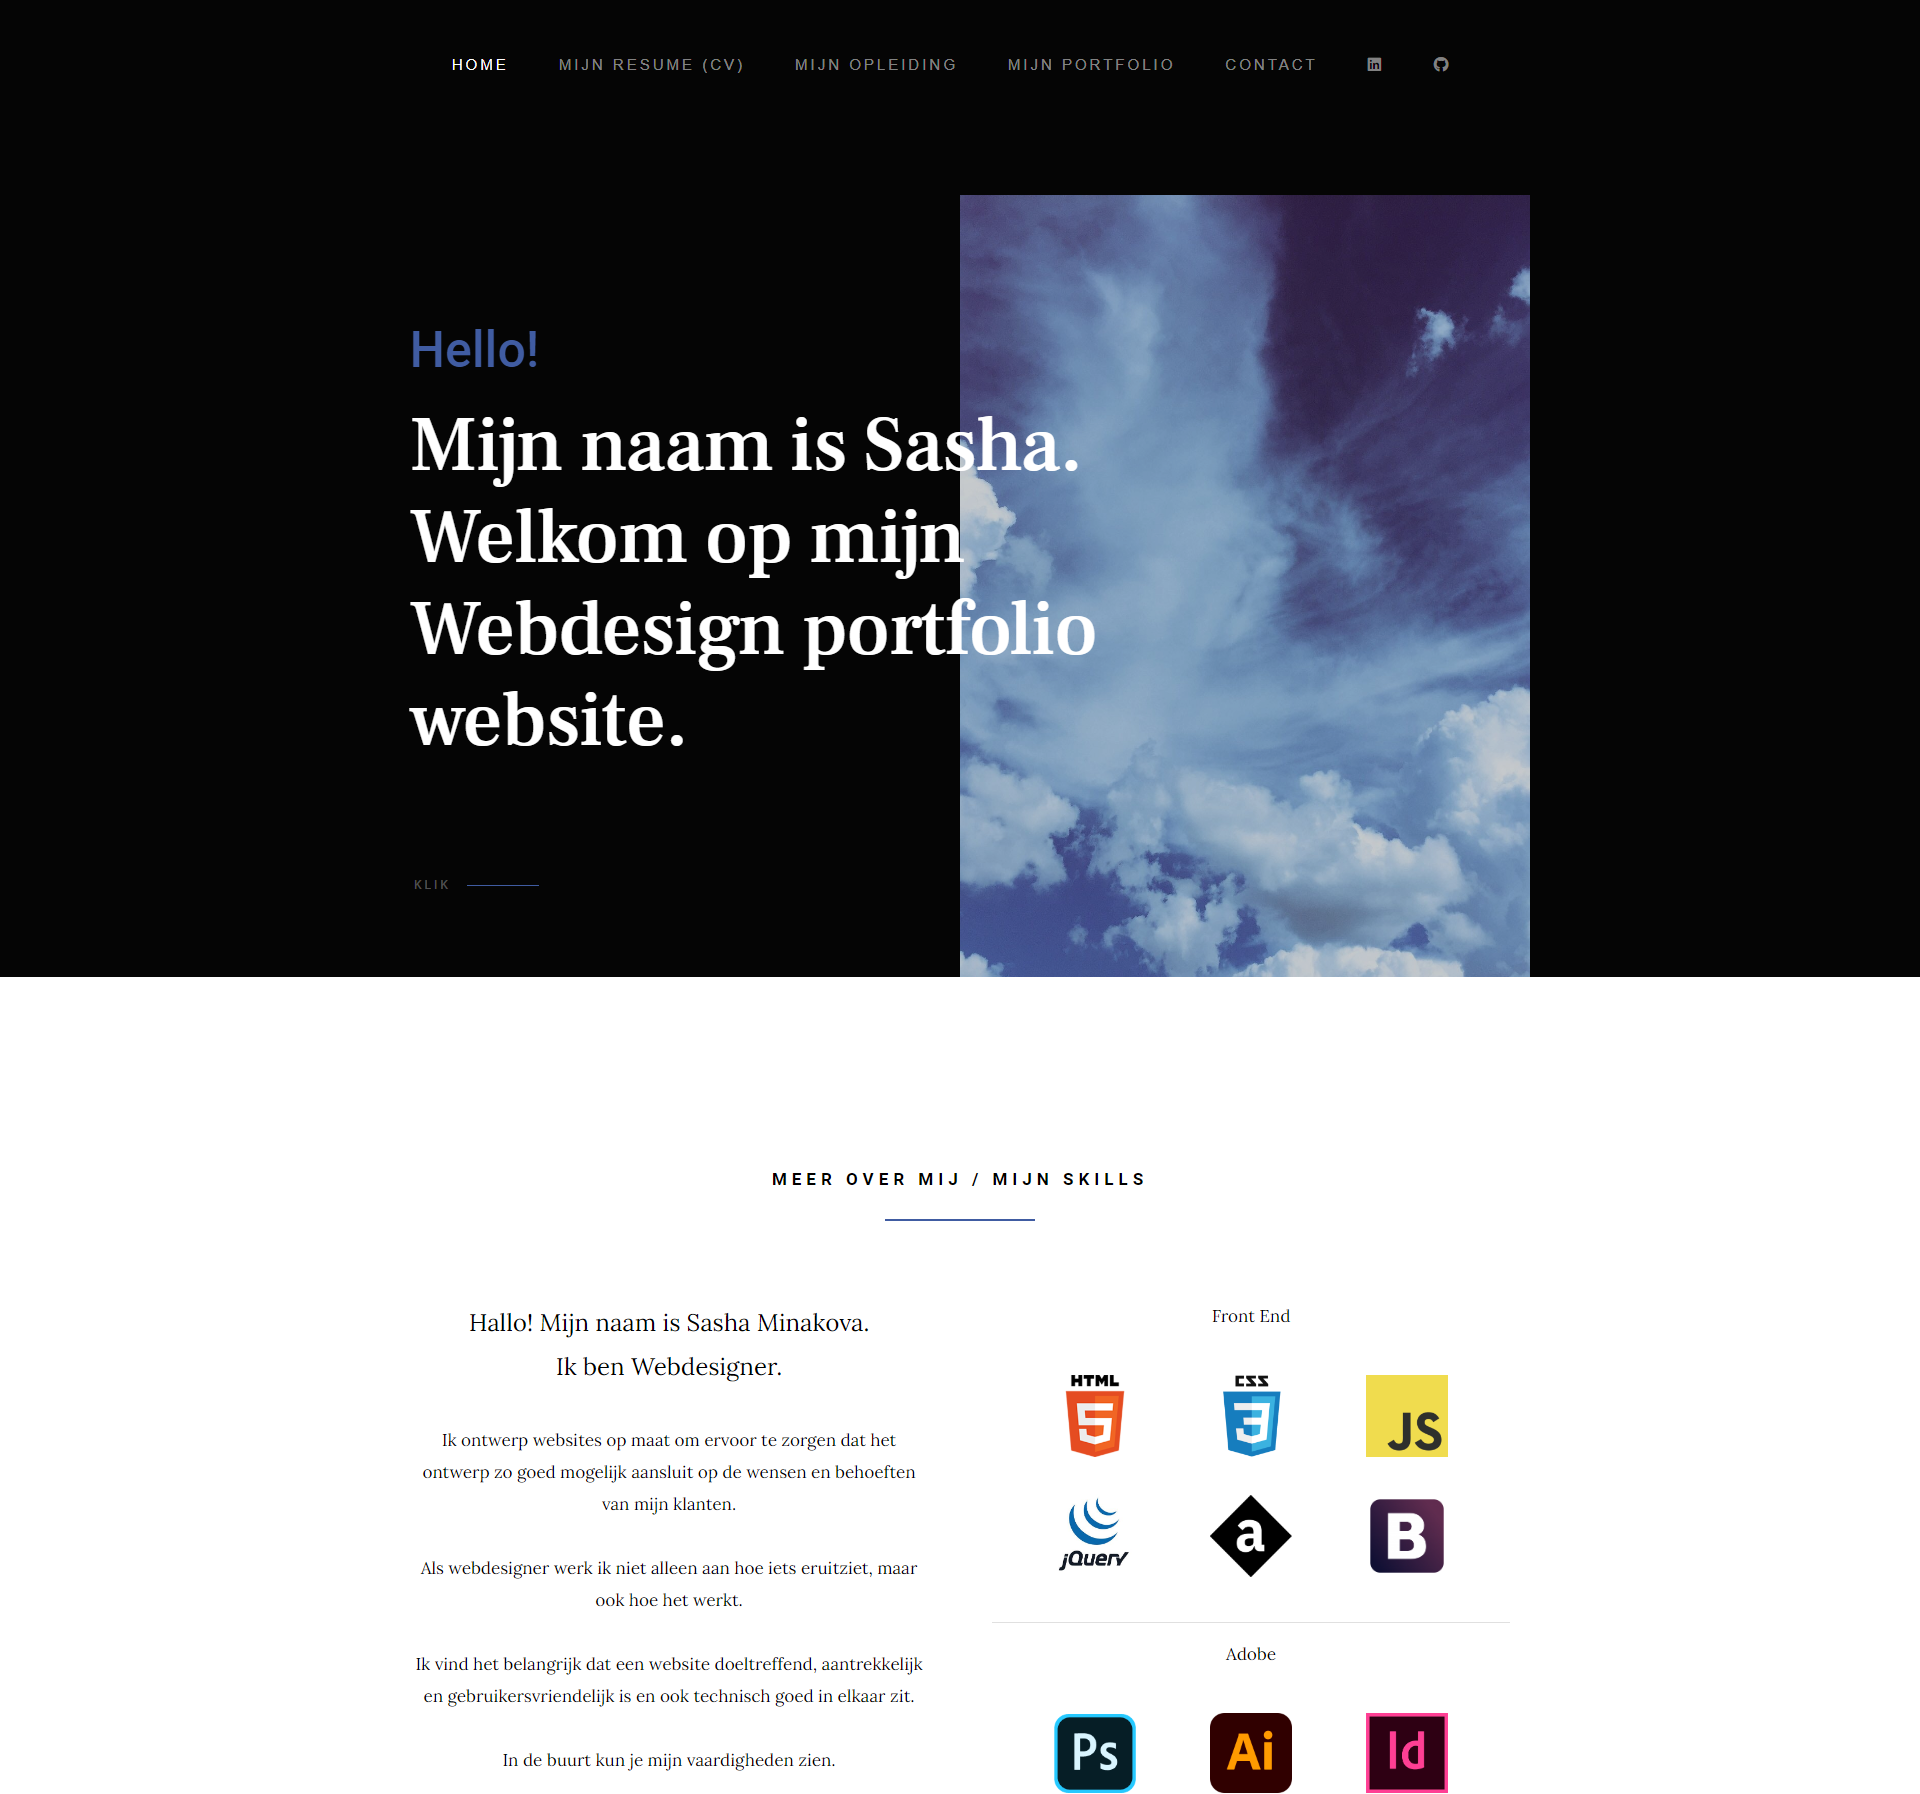 HOME MIJN RESUME (CV) MIJN OPLEIDING MIJN PORTFOLIO CONTACT in
Hello!
Mijn naam is Sasha.
Welkom op mijn
Webdesign portfolio
website.
KLIK
MEER OVER MIJ / MIJN SKILLS
Hallo! Mijn naam is Sasha Minakova.
Ik ben Webdesigner.
Ik ontwerp websites op maat om ervoor te zorgen dat het
ontwerp zo goed mogelijk aansluit op de wensen en behoeften
van mijn klanten.
Als webdesigner werk ik niet alleen aan hoe iets eruitziet, maar
ook hoe het werkt.
Ik vind het belangrijk dat een website doeltreffend, aantrekkelijk
en gebruikersvriendelijk is en ook technisch goed in elkaar zit.
In de buurt kun je mijn vaardigheden zien.
Front End
HTML CSS
5 3 JS
jQuery a B
Adobe
Ps Ai Id